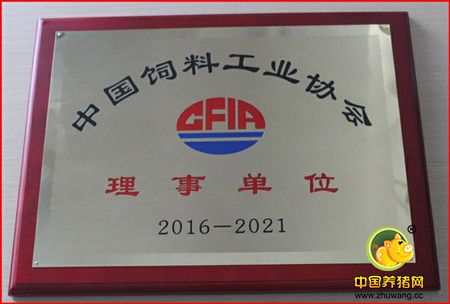 中国饲料工业协会
CFIA
理事单位
2016—2021
®
中国养猪网
www.zhuwang.cc